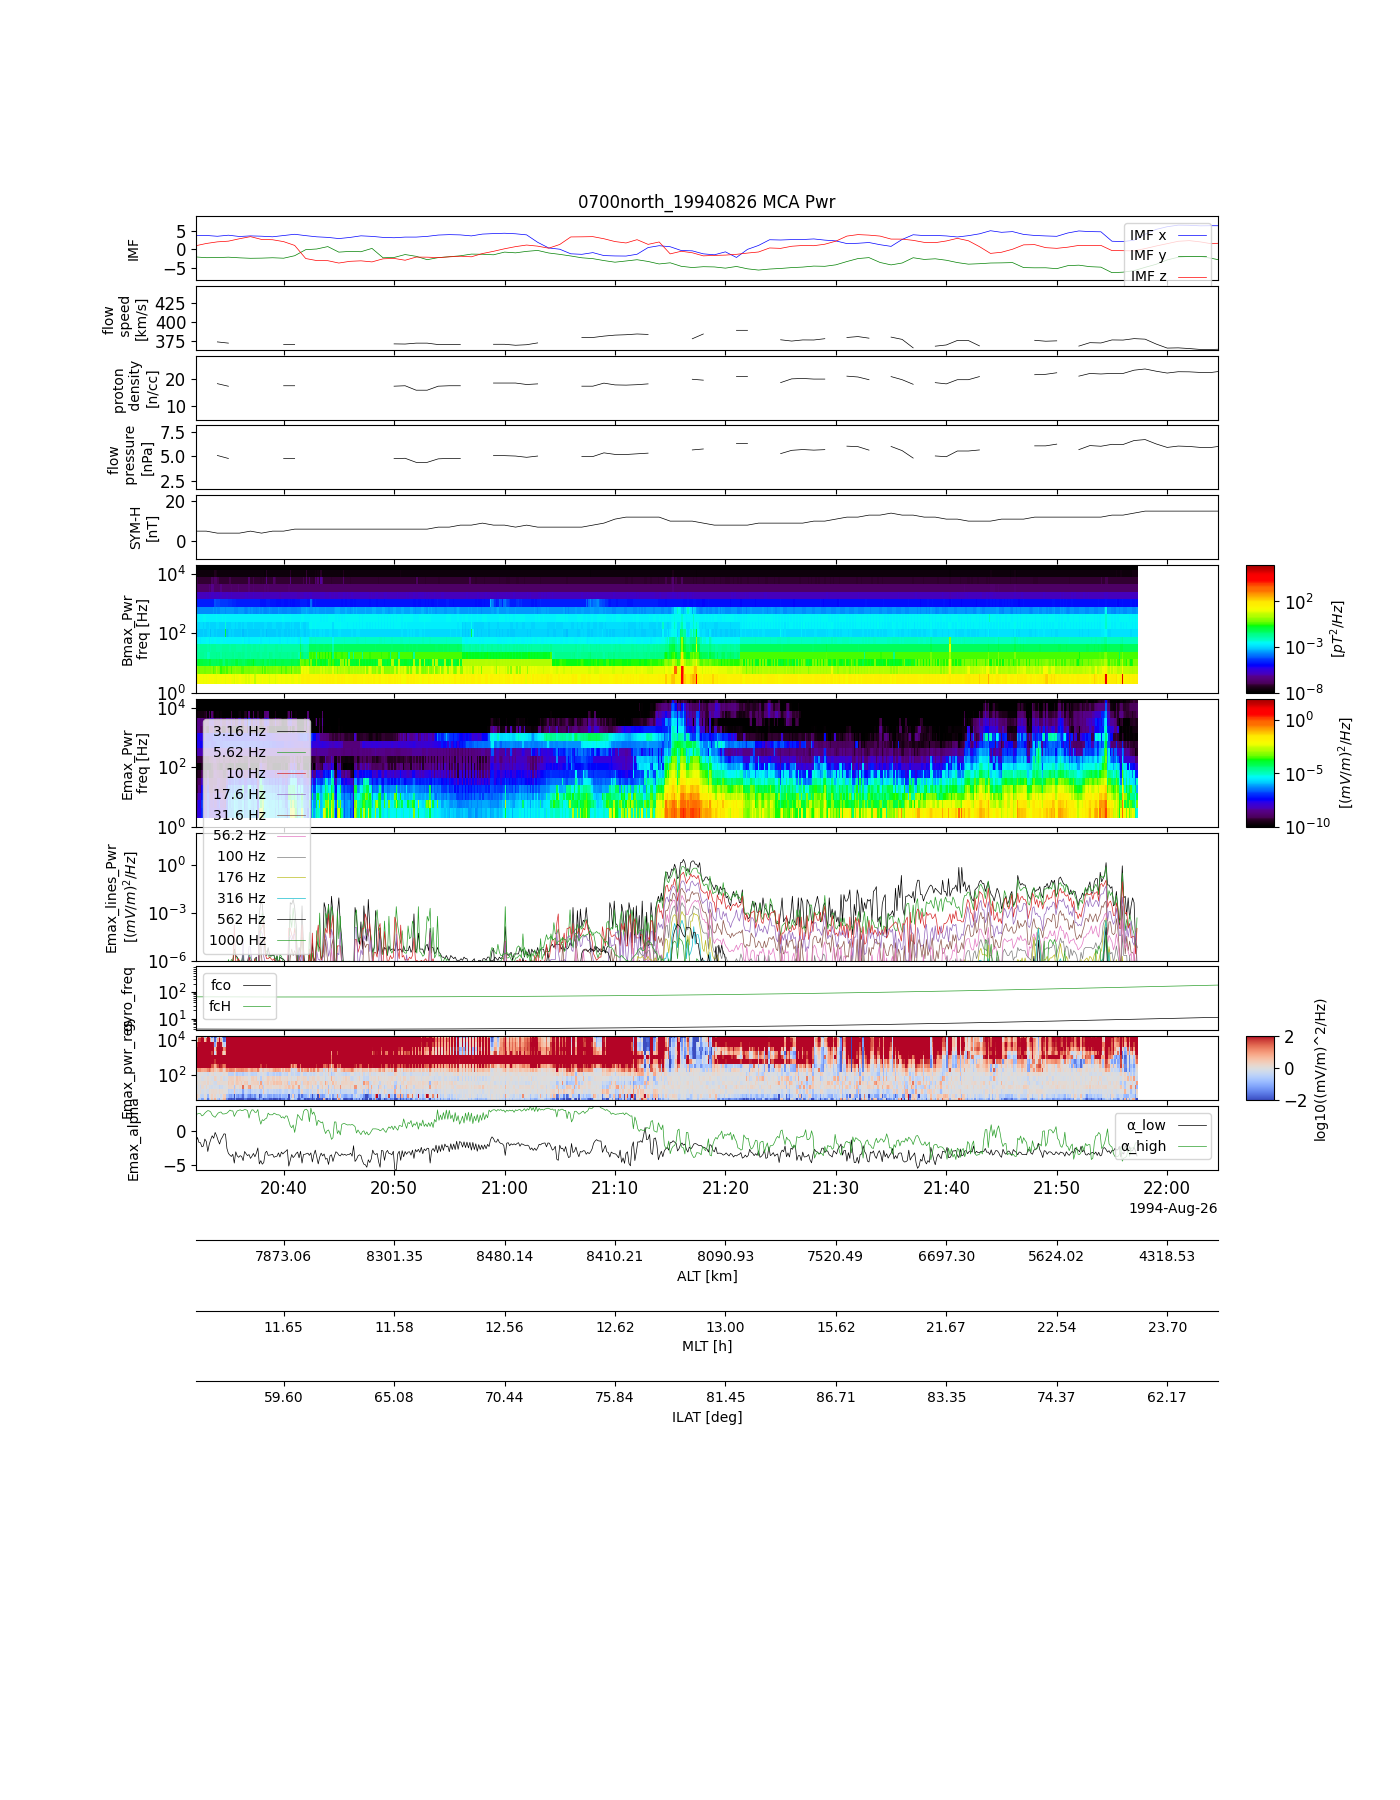 0700north_19940826 MCA Pwr
IMF
5
0
−5
IMF x
IMF y
IMF z
flow
speed
[km/s]
425
400
375
proton
density
[n/cc]
20
10
flow
pressure
[nPa]
7.5
5.0
2.5
SYM-H
[nT]
20
0
Bmax_Pwr
freq [Hz]
10^4
10^2
10^0
10^2
10^−3
10^−8
[pT^2/Hz]
Emax_Pwr
freq [Hz]
10^4
10^2
10^0
10^0
10^−5
10^−10
[(mV/m)^2/Hz]
3.16 Hz
5.62 Hz
10 Hz
17.6 Hz
31.6 Hz
56.2 Hz
100 Hz
176 Hz
316 Hz
562 Hz
1000 Hz
Emax_lines_Pwr
[(mV/m)^2/Hz]
10^0
10^−3
10^−6
gyro_freq
10^2
10^1
fco
fcH
Emax_pwr_reg
10^4
10^2
2
0
−2
log10((mV/m)^2/Hz)
Emax_alpha
0
−5
α_low
α_high
20:40 20:50 21:00 21:10 21:20 21:30 21:40 21:50 22:00
1994-Aug-26
7873.06 8301.35 8480.14 8410.21 8090.93 7520.49 6697.30 5624.02 4318.53
ALT [km]
11.65 11.58 12.56 12.62 13.00 15.62 21.67 22.54 23.70
MLT [h]
59.60 65.08 70.44 75.84 81.45 86.71 83.35 74.37 62.17
ILAT [deg]